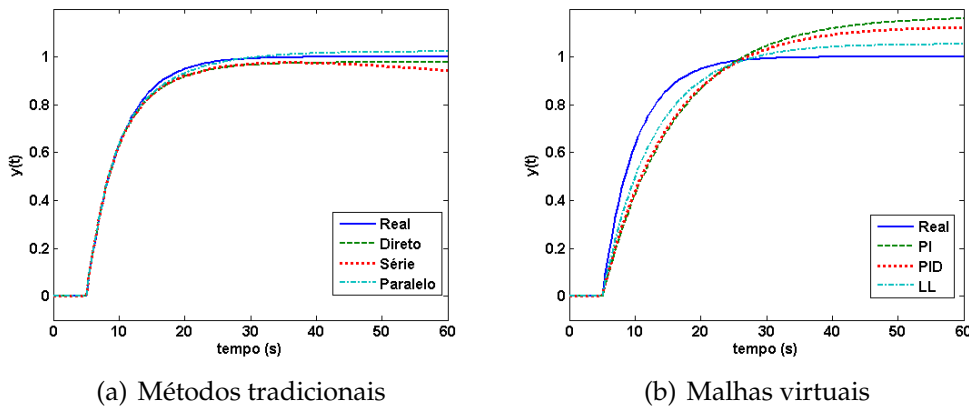 y(t)
1
0.8
0.6
0.4
0.2
0
0 10 20 30 40 50 60
tempo (s)
Real
Direto
Série
Paralelo
(a) Métodos tradicionais
y(t)
1
0.8
0.6
0.4
0.2
0
0 10 20 30 40 50 60
tempo (s)
Real
PI
PID
LL
(b) Malhas virtuais